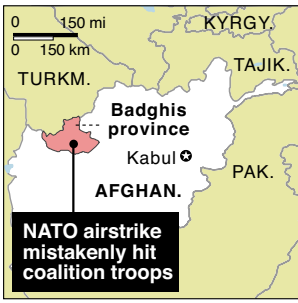 0 150 mi
0 150 km
KYRGY.
TURKM.
TAJIK.
Badghis
province
Kabul
PAK.
AFGHAN.
NATO airstrike
mistakenly hit
coalition troops